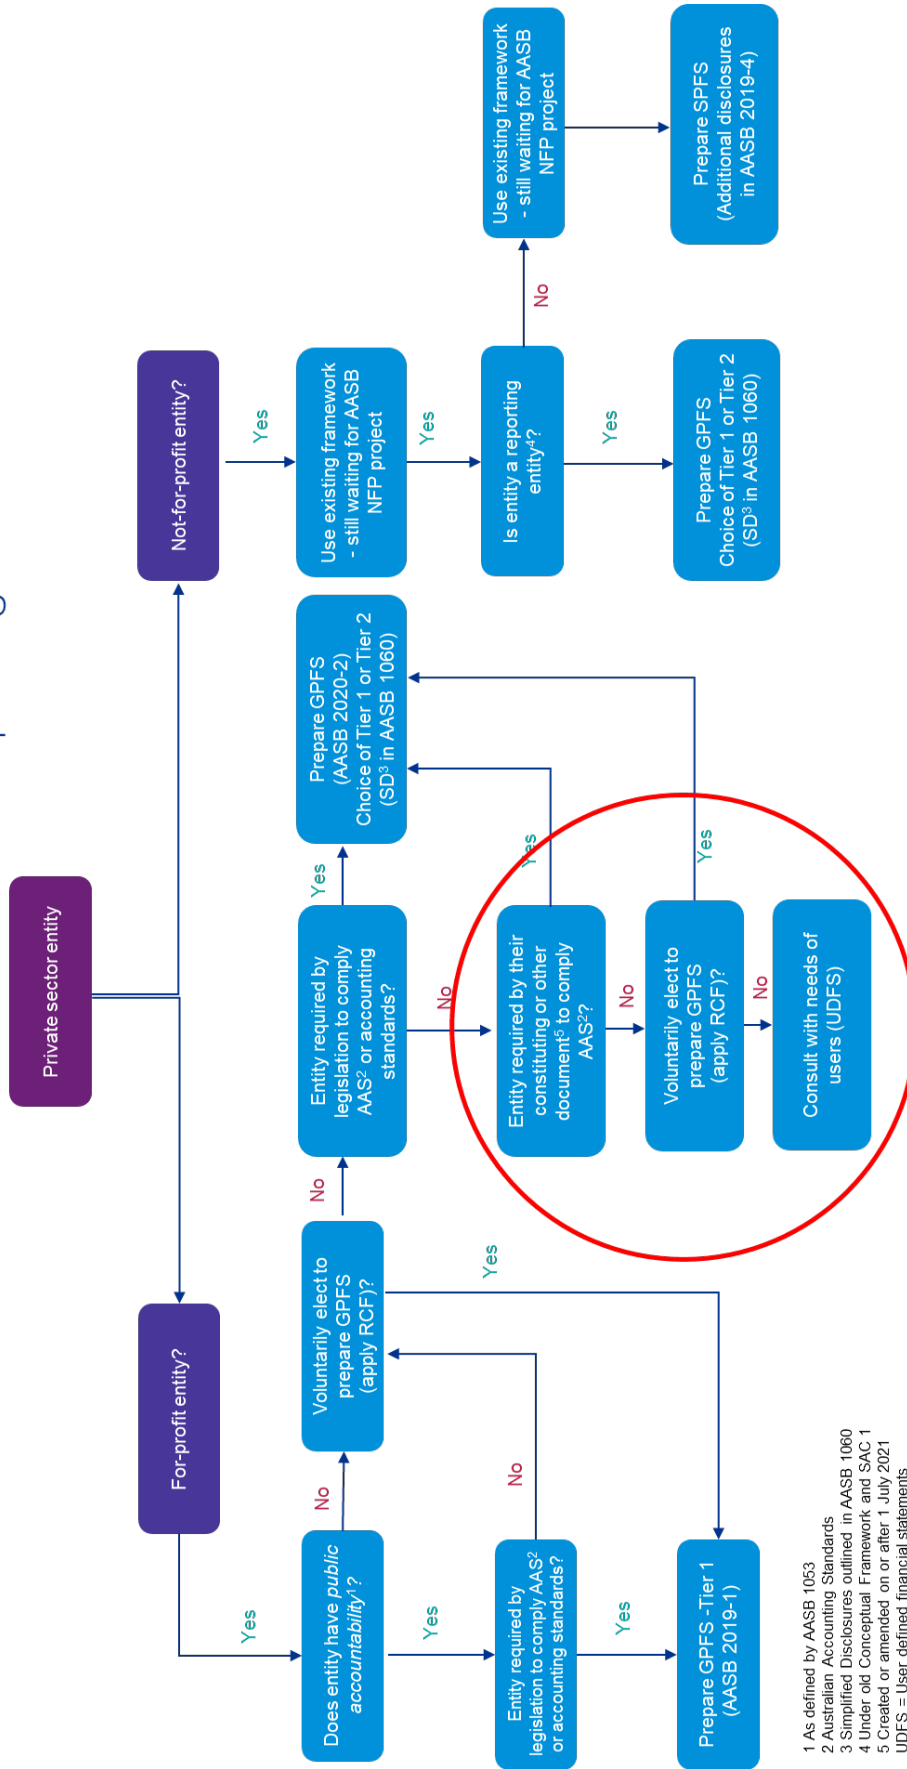 Private sector entity
For-profit entity?
Not-for-profit entity?
Yes
Yes
Does entity have public
accountability1?
No
Voluntarily elect to
prepare GPFS
(apply RCF)?
No
Entity required by
legislation to comply
AAS2 or accounting
standards?
Yes
Prepare GPFS
(AASB 2020-2)
Choice of Tier 1 or Tier 2
(SD3 in AASB 1060)
Use existing framework
- still waiting for AASB
NFP project
Yes
No
Yes
No
Yes
Entity required by
legislation to comply AAS2
or accounting standards?
Entity required by their
constituting or other
document5 to comply
AAS2?
Yes
Is entity a reporting
entity4?
No
Use existing framework
- still waiting for AASB
NFP project
Yes
No
Yes
Voluntarily elect to
prepare GPFS
(apply RCF)?
Yes
Prepare GPFS -Tier 1
(AASB 2019-1)
No
Consult with needs of
users (UDFS)
Prepare GPFS
Choice of Tier 1 or Tier 2
(SD3 in AASB 1060)
Prepare SPFS
(Additional disclosures
in AASB 2019-4)
1 As defined by AASB 1053
2 Australian Accounting Standards
3 Simplified Disclosures outlined in AASB 1060
4 Under old Conceptual Framework and SAC 1
5 Created or amended on or after 1 July 2021
UDFS = User defined financial statements